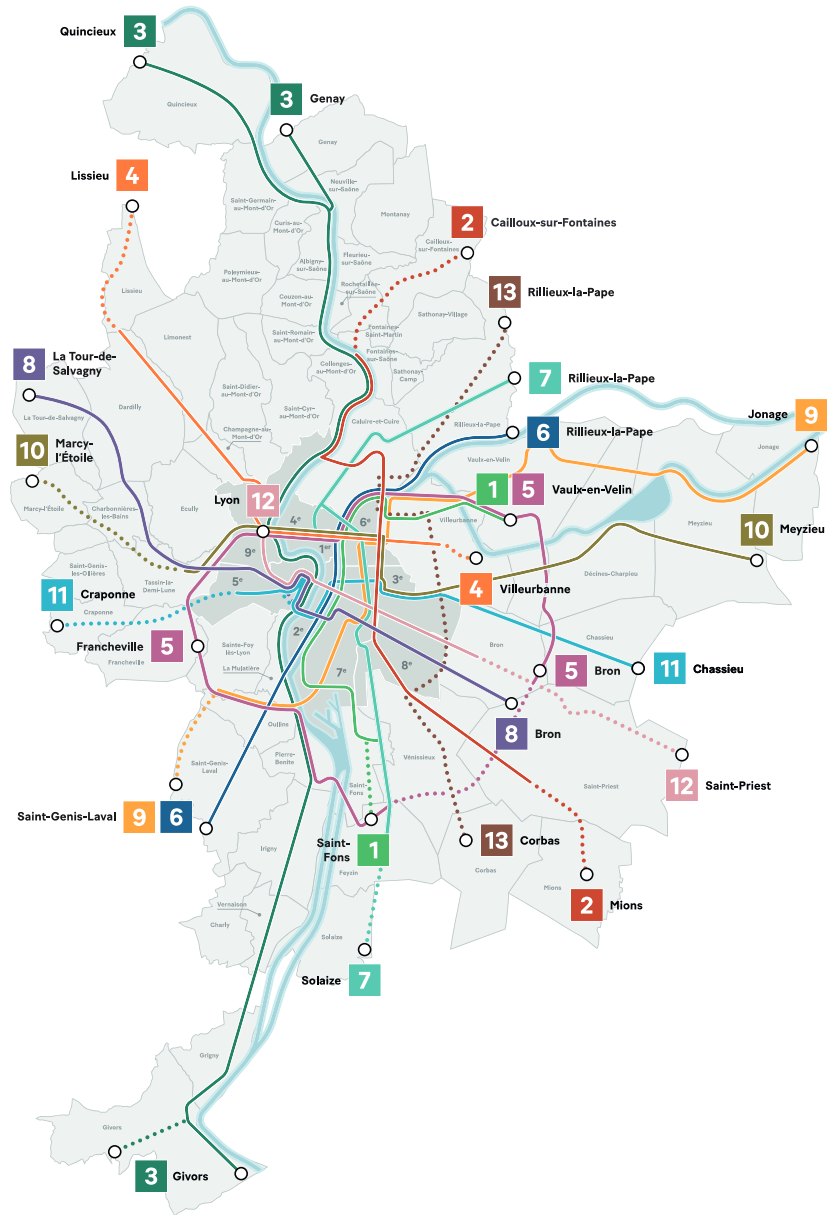 Quincieux 3
3 Genay
Quincieux
Genay
Lissieu 4
Neuville-
sur-Saône
Saint-Germain-
au-Mont-d'Or
Montanay
2 Cailloux-sur-Fontaines
Curis-au-
Mont-d'Or
Cailloux-
sur-Fontaines
Albigny-
sur-Saône
Fleurieu-
sur-Saône
Poleymieux-
au-Mont-d'Or
Rochetaillée-
sur-Saône
13 Rillieux-la-Pape
Lissieu
Couzon-au-
Mont-d'Or
Sathonay-Village
Limonest
Saint-Romain-
au-Mont-d'Or
Fontaines-
Saint-Martin
Fontaines-
sur-Saône
8 La Tour-de-
Salvagny
Collonges-
au-Mont-d'Or
Sathonay-
Camp
7 Rillieux-la-Pape
Saint-Didier-
au-Mont-d'Or
La Tour-de-Salvagny
Dardilly
Saint-Cyr-
au-Mont-d'Or
Jonage 9
Caluire-et-Cuire
Rillieux-la-Pape
6 Rillieux-la-Pape
10 Marcy-
l'Étoile
Champagne-au-
Mont-d'Or
Jonage
Vaulx-en-Velin
Lyon 12
1 5 Vaulx-en-Velin
Marcy-l'Étoile
Charbonnières-
les-Bains
Écully
4e
6e
Villeurbanne
Meyzieu
10 Meyzieu
9e
1er
Saint-Genis-
les-Ollières
Tassin-la-
Demi-Lune
5e
3e
Décines-Charpieu
4 Villeurbanne
11 Craponne
Craponne
Francheville 5
Francheville
Sainte-Foy
lès-Lyon
2e
Bron
Chassieu
La Mulatière
7e
8e
5 Bron
11 Chassieu
Oullins
8 Bron
Pierre-
Bénite
Saint-Genis-
Laval
Vénissieux
Saint-Priest
12 Saint-Priest
Saint-
Fons
Saint-Genis-Laval 9 6
Saint-
Fons 1
13 Corbas
Irigny
Feyzin
Corbas
Mions
2 Mions
Vernaison
Charly
Solaize
Solaize 7
Grigny
Givors
3 Givors